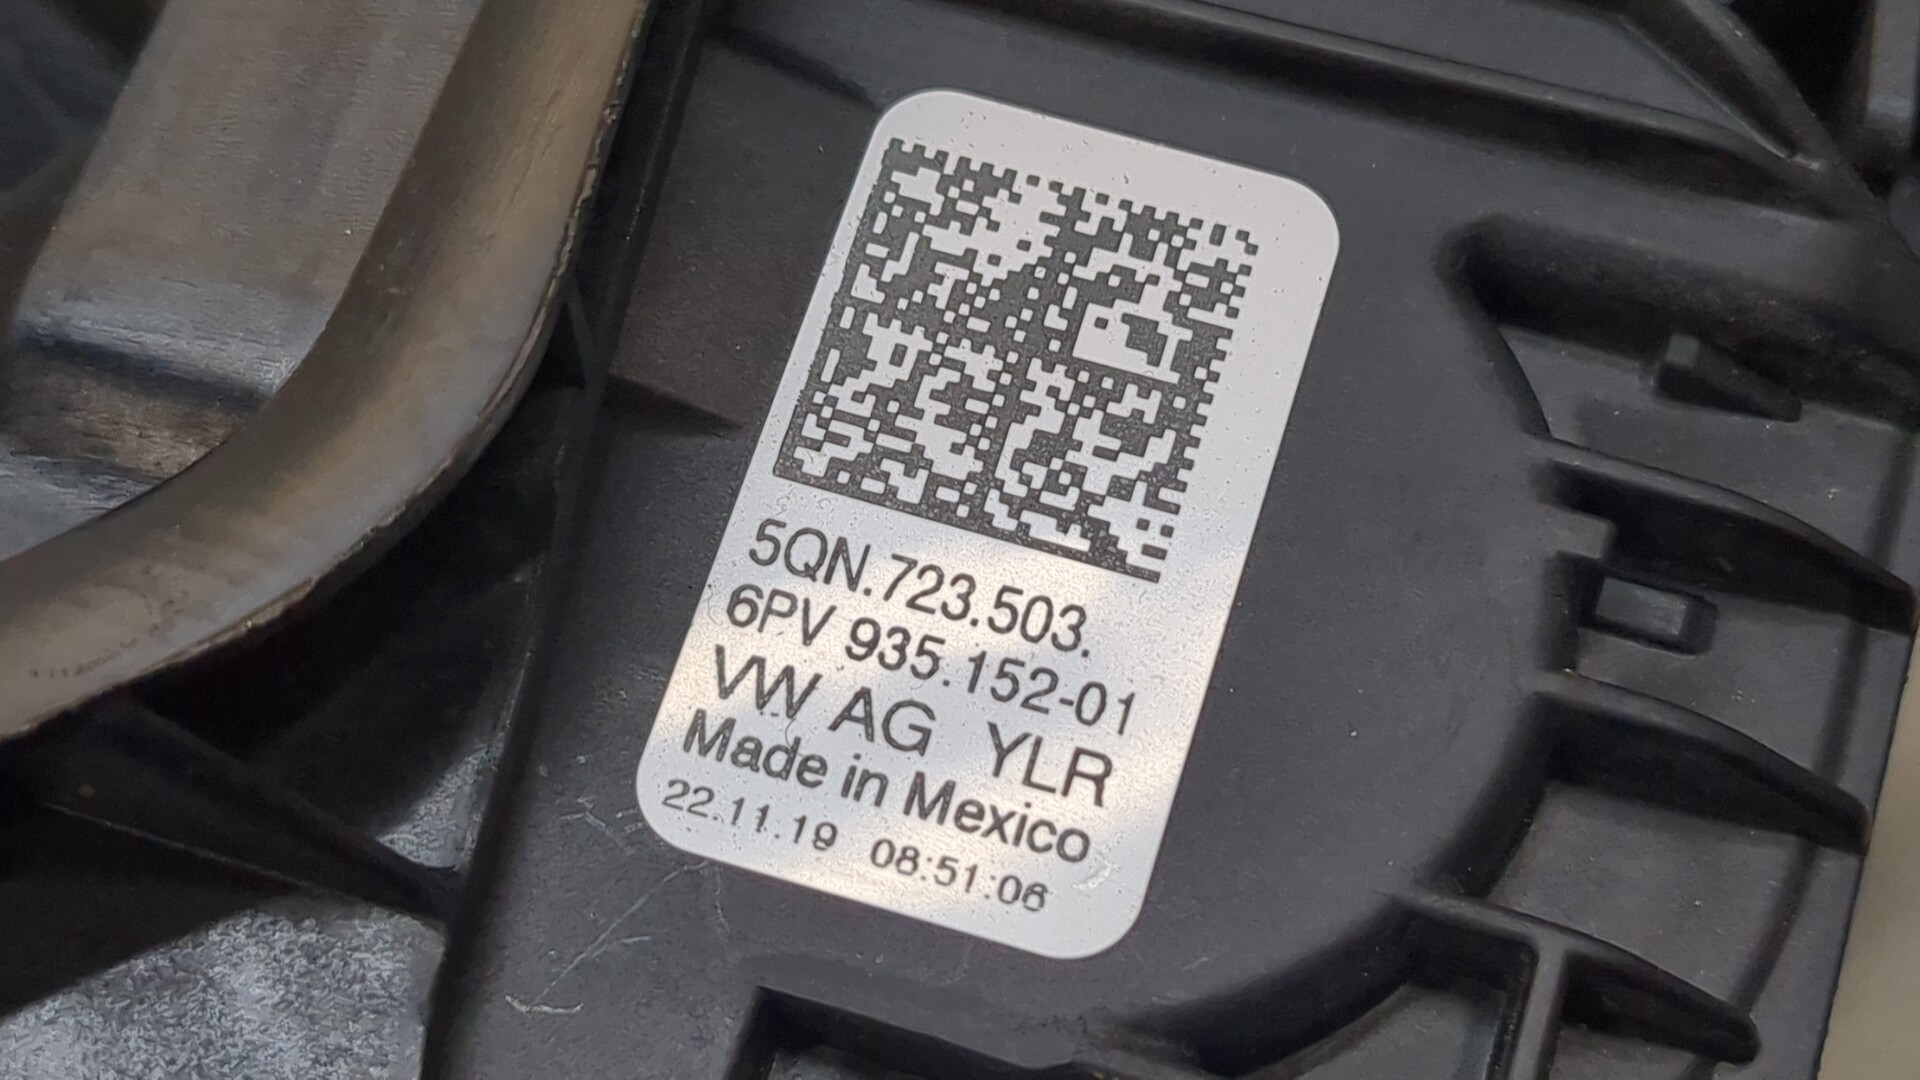 5QN.723.503.
6PV 935.152-01
VW AG YLR
Made in Mexico
22.11.19 08:51:06